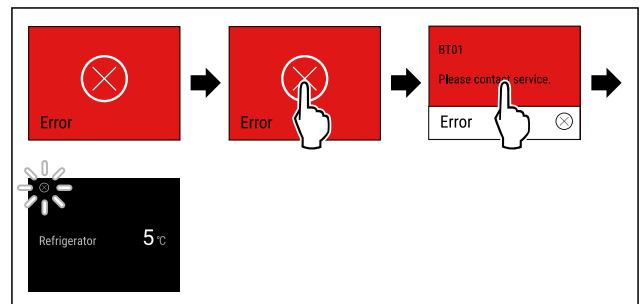 Error
Error
BT01
Please contact service.
Error
Refrigerator 5 °C